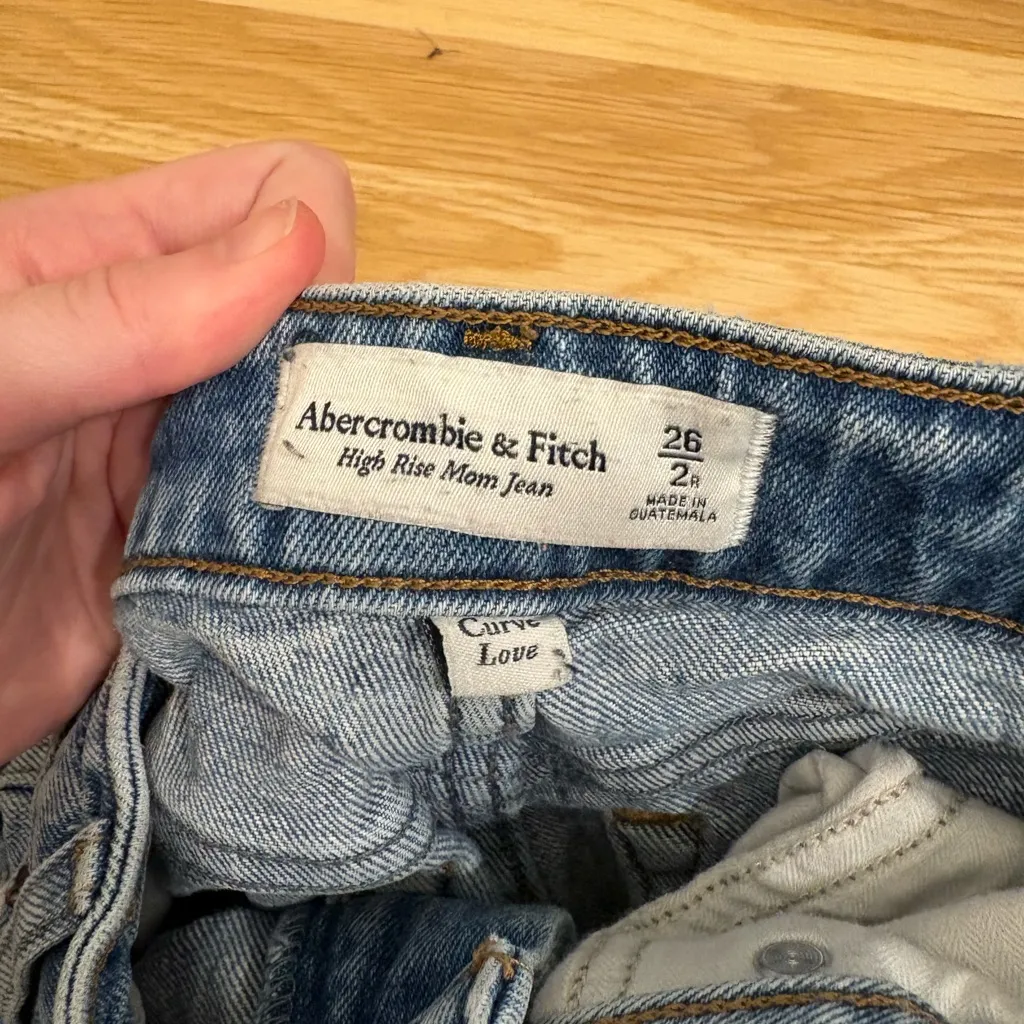 Abercrombie & Fitch
High Rise Mom Jean
26
2R
MADE IN
GUATEMALA
Curve
Love